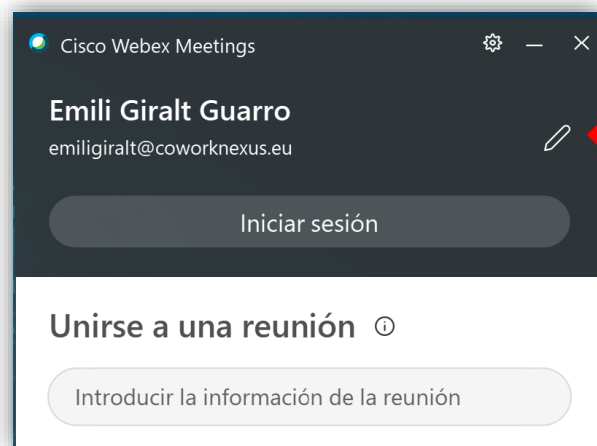 Cisco Webex Meetings
Emili Giralt Guarro
emiligiralt@coworknexus.eu
Iniciar sesión
Unirse a una reunión
Introducir la información de la reunión